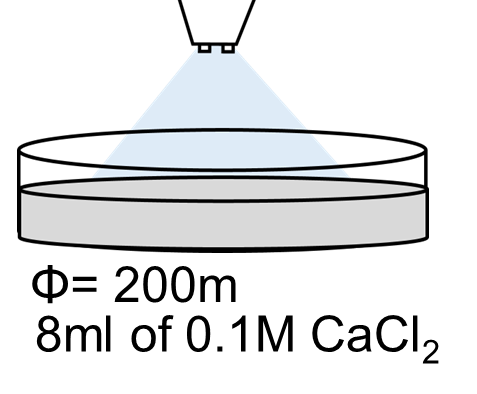 Φ= 200m
8ml of 0.1M CaCl₂